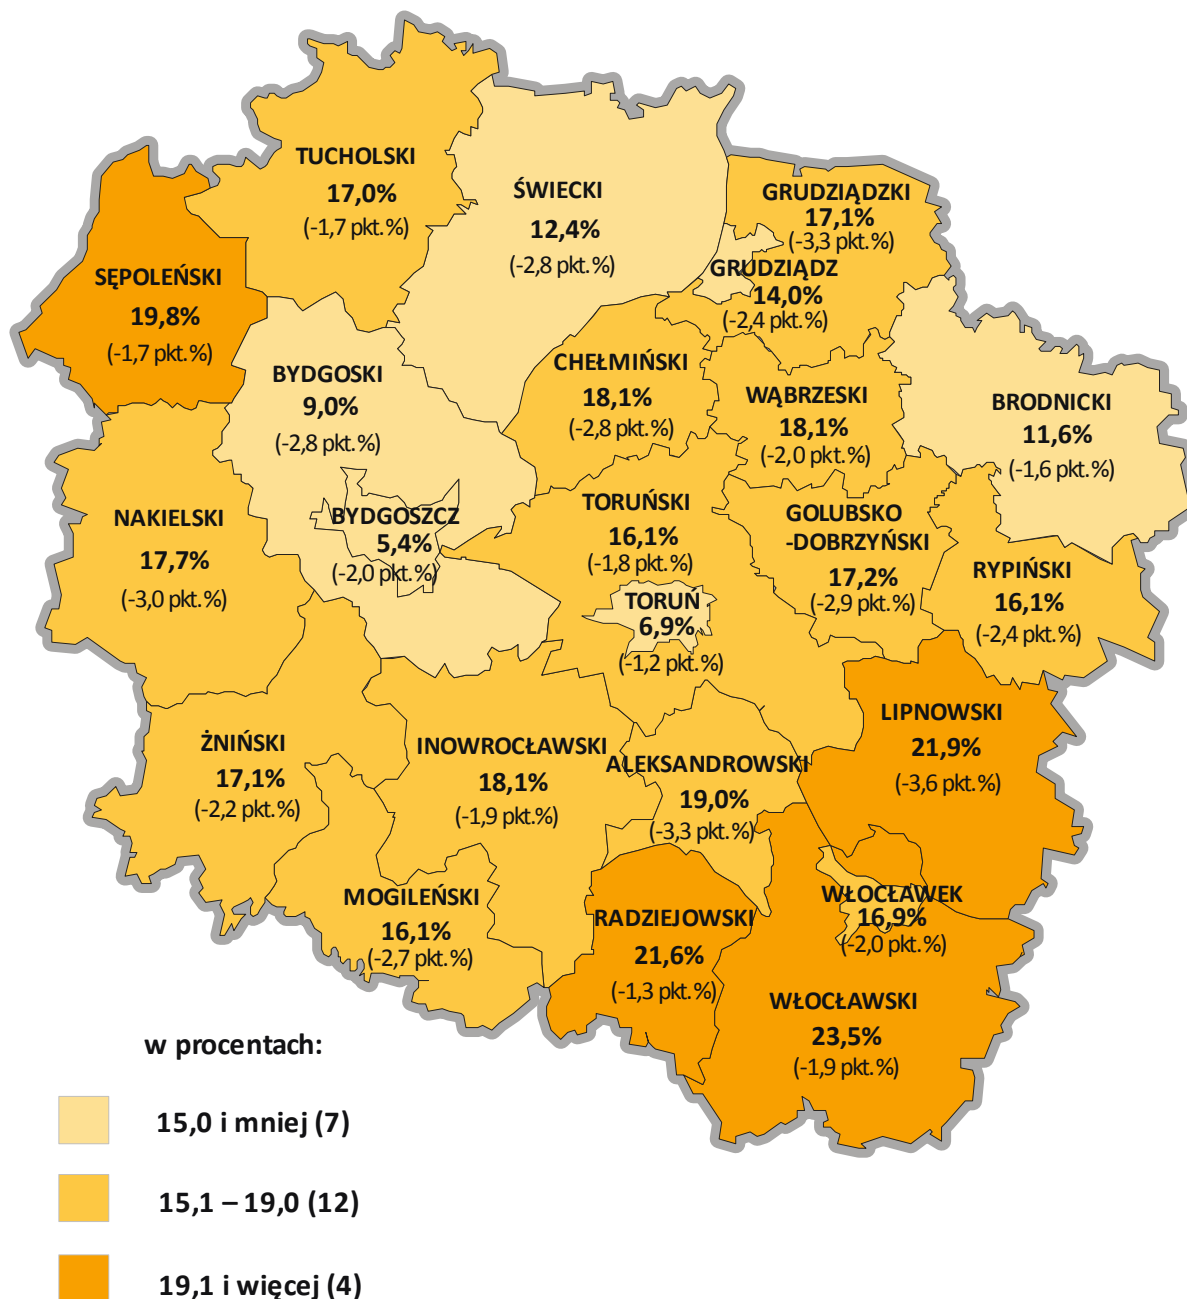 TUCHOLSKI
17,0%
(-1,7 pkt.%)
ŚWIECKI
12,4%
(-2,8 pkt.%)
GRUDZIĄDZKI
17,1%
(-3,3 pkt.%)
GRUDZIĄDZ
14,0%
(-2,4 pkt.%)
SĘPOLEŃSKI
19,8%
(-1,7 pkt.%)
BYDGOSKI
9,0%
(-2,8 pkt.%)
CHEŁMIŃSKI
18,1%
(-2,8 pkt.%)
WĄBRZESKI
18,1%
(-2,0 pkt.%)
BRODNICKI
11,6%
(-1,6 pkt.%)
NAKIELSKI
17,7%
(-3,0 pkt.%)
BYDGOSZCZ
5,4%
(-2,0 pkt.%)
TORUŃSKI
16,1%
(-1,8 pkt.%)
GOLUBSKO
-DOBRZYŃSKI
17,2%
(-2,9 pkt.%)
RYPIŃSKI
16,1%
(-2,4 pkt.%)
TORUŃ
6,9%
(-1,2 pkt.%)
ŻNIŃSKI
17,1%
(-2,2 pkt.%)
INOWROCŁAWSKI
18,1%
(-1,9 pkt.%)
ALEKSANDROWSKI
19,0%
(-3,3 pkt.%)
LIPNOWSKI
21,9%
(-3,6 pkt.%)
MOGILEŃSKI
16,1%
(-2,7 pkt.%)
RADZIEJOWSKI
21,6%
(-1,3 pkt.%)
WŁOCŁAWEK
16,9%
(-2,0 pkt.%)
WŁOCŁAWSKI
23,5%
(-1,9 pkt.%)
w procentach:
15,0 i mniej (7)
15,1 – 19,0 (12)
19,1 i więcej (4)